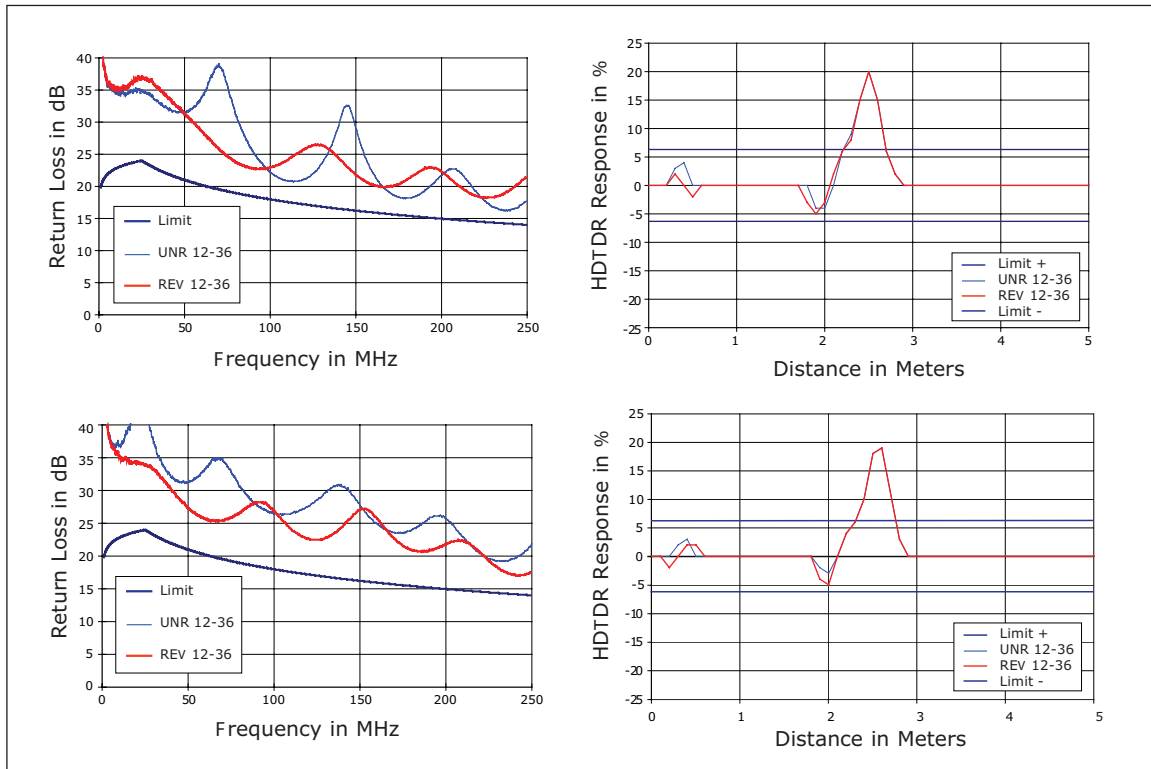 40
35
30
25
20
15
10
5
0
Return Loss in dB
Limit
UNR 12-36
REV 12-36
0 50 100 150 200 250
Frequency in MHz
25
20
15
10
5
0
-5
-10
-15
-20
-25
HDTDR Response in %
Limit +
UNR 12-36
REV 12-36
Limit -
0 1 2 3 4 5
Distance in Meters
40
35
30
25
20
15
10
5
0
Return Loss in dB
Limit
UNR 12-36
REV 12-36
0 50 100 150 200 250
Frequency in MHz
25
20
15
10
5
0
-5
-10
-15
-20
-25
HDTDR Response in %
Limit +
UNR 12-36
REV 12-36
Limit -
0 1 2 3 4 5
Distance in Meters